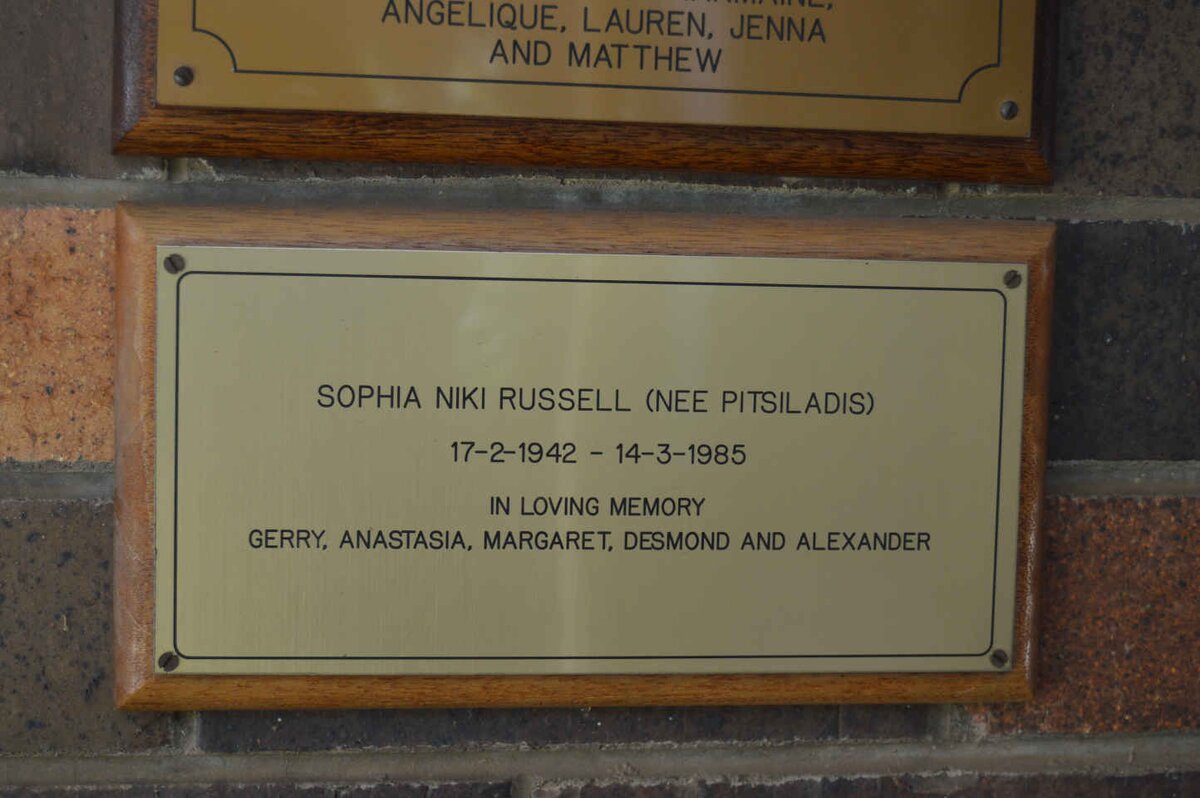 ANGELIQUE, LAUREN, JENNA
AND MATTHEW
SOPHIA NIKI RUSSELL (NEE PITSILADIS)
17-2-1942 - 14-3-1985
IN LOVING MEMORY
GERRY, ANASTASIA, MARGARET, DESMOND AND ALEXANDER